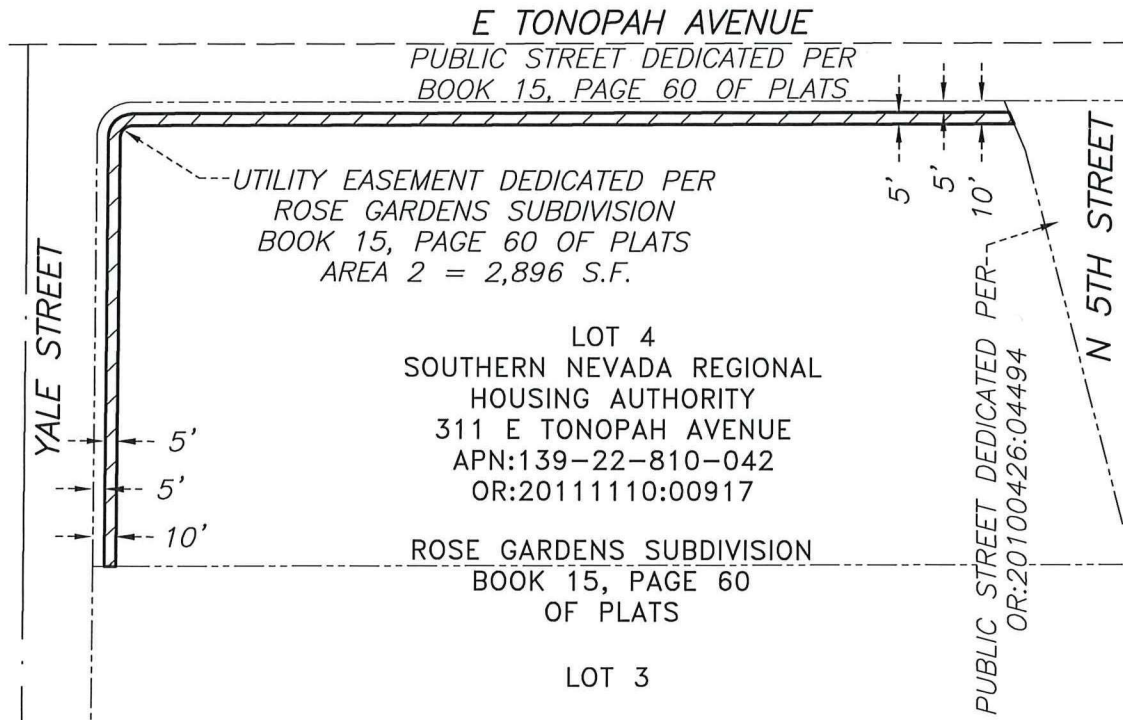 E TONOPAH AVENUE
PUBLIC STREET DEDICATED PER
BOOK 15, PAGE 60 OF PLATS
5'
5'
10'
UTILITY EASEMENT DEDICATED PER
ROSE GARDENS SUBDIVISION
BOOK 15, PAGE 60 OF PLATS
AREA 2 = 2,896 S.F.
YALE STREET
N 5TH STREET
PUBLIC STREET DEDICATED PER
OR:20100426:04494
LOT 4
SOUTHERN NEVADA REGIONAL
HOUSING AUTHORITY
311 E TONOPAH AVENUE
APN:139-22-810-042
OR:20111110:00917
5'
5'
10'
ROSE GARDENS SUBDIVISION
BOOK 15, PAGE 60
OF PLATS
LOT 3